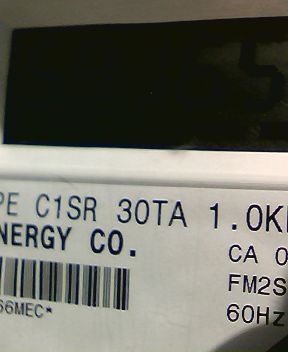 PE C1SR 30TA 1.0K
NERGY CO.
CA 0
FM2S
66MEC*
60Hz